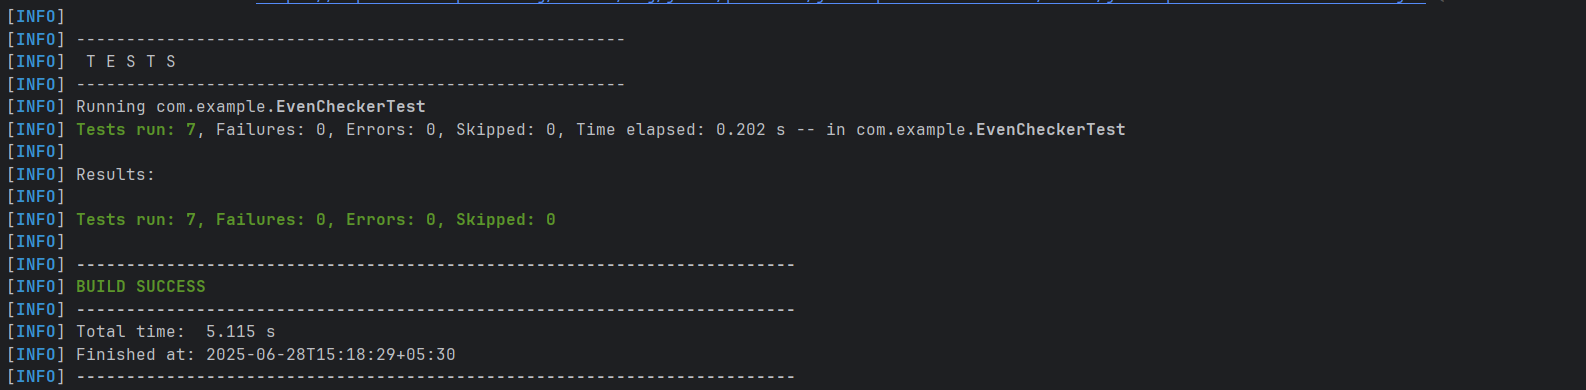 [INFO]
[INFO] -------------------------------------------------------
[INFO]  T E S T S
[INFO] -------------------------------------------------------
[INFO] Running com.example.EvenCheckerTest
[INFO] Tests run: 7, Failures: 0, Errors: 0, Skipped: 0, Time elapsed: 0.202 s -- in com.example.EvenCheckerTest
[INFO]
[INFO] Results:
[INFO]
[INFO] Tests run: 7, Failures: 0, Errors: 0, Skipped: 0
[INFO]
[INFO] ------------------------------------------------------------------------
[INFO] BUILD SUCCESS
[INFO] ------------------------------------------------------------------------
[INFO] Total time:  5.115 s
[INFO] Finished at: 2025-06-28T15:18:29+05:30
[INFO] ------------------------------------------------------------------------